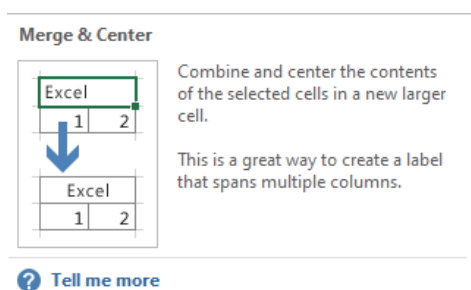 Merge & Center
Excel
1 2
Excel
1 2
Combine and center the contents
of the selected cells in a new larger
cell.
This is a great way to create a label
that spans multiple columns.
? Tell me more